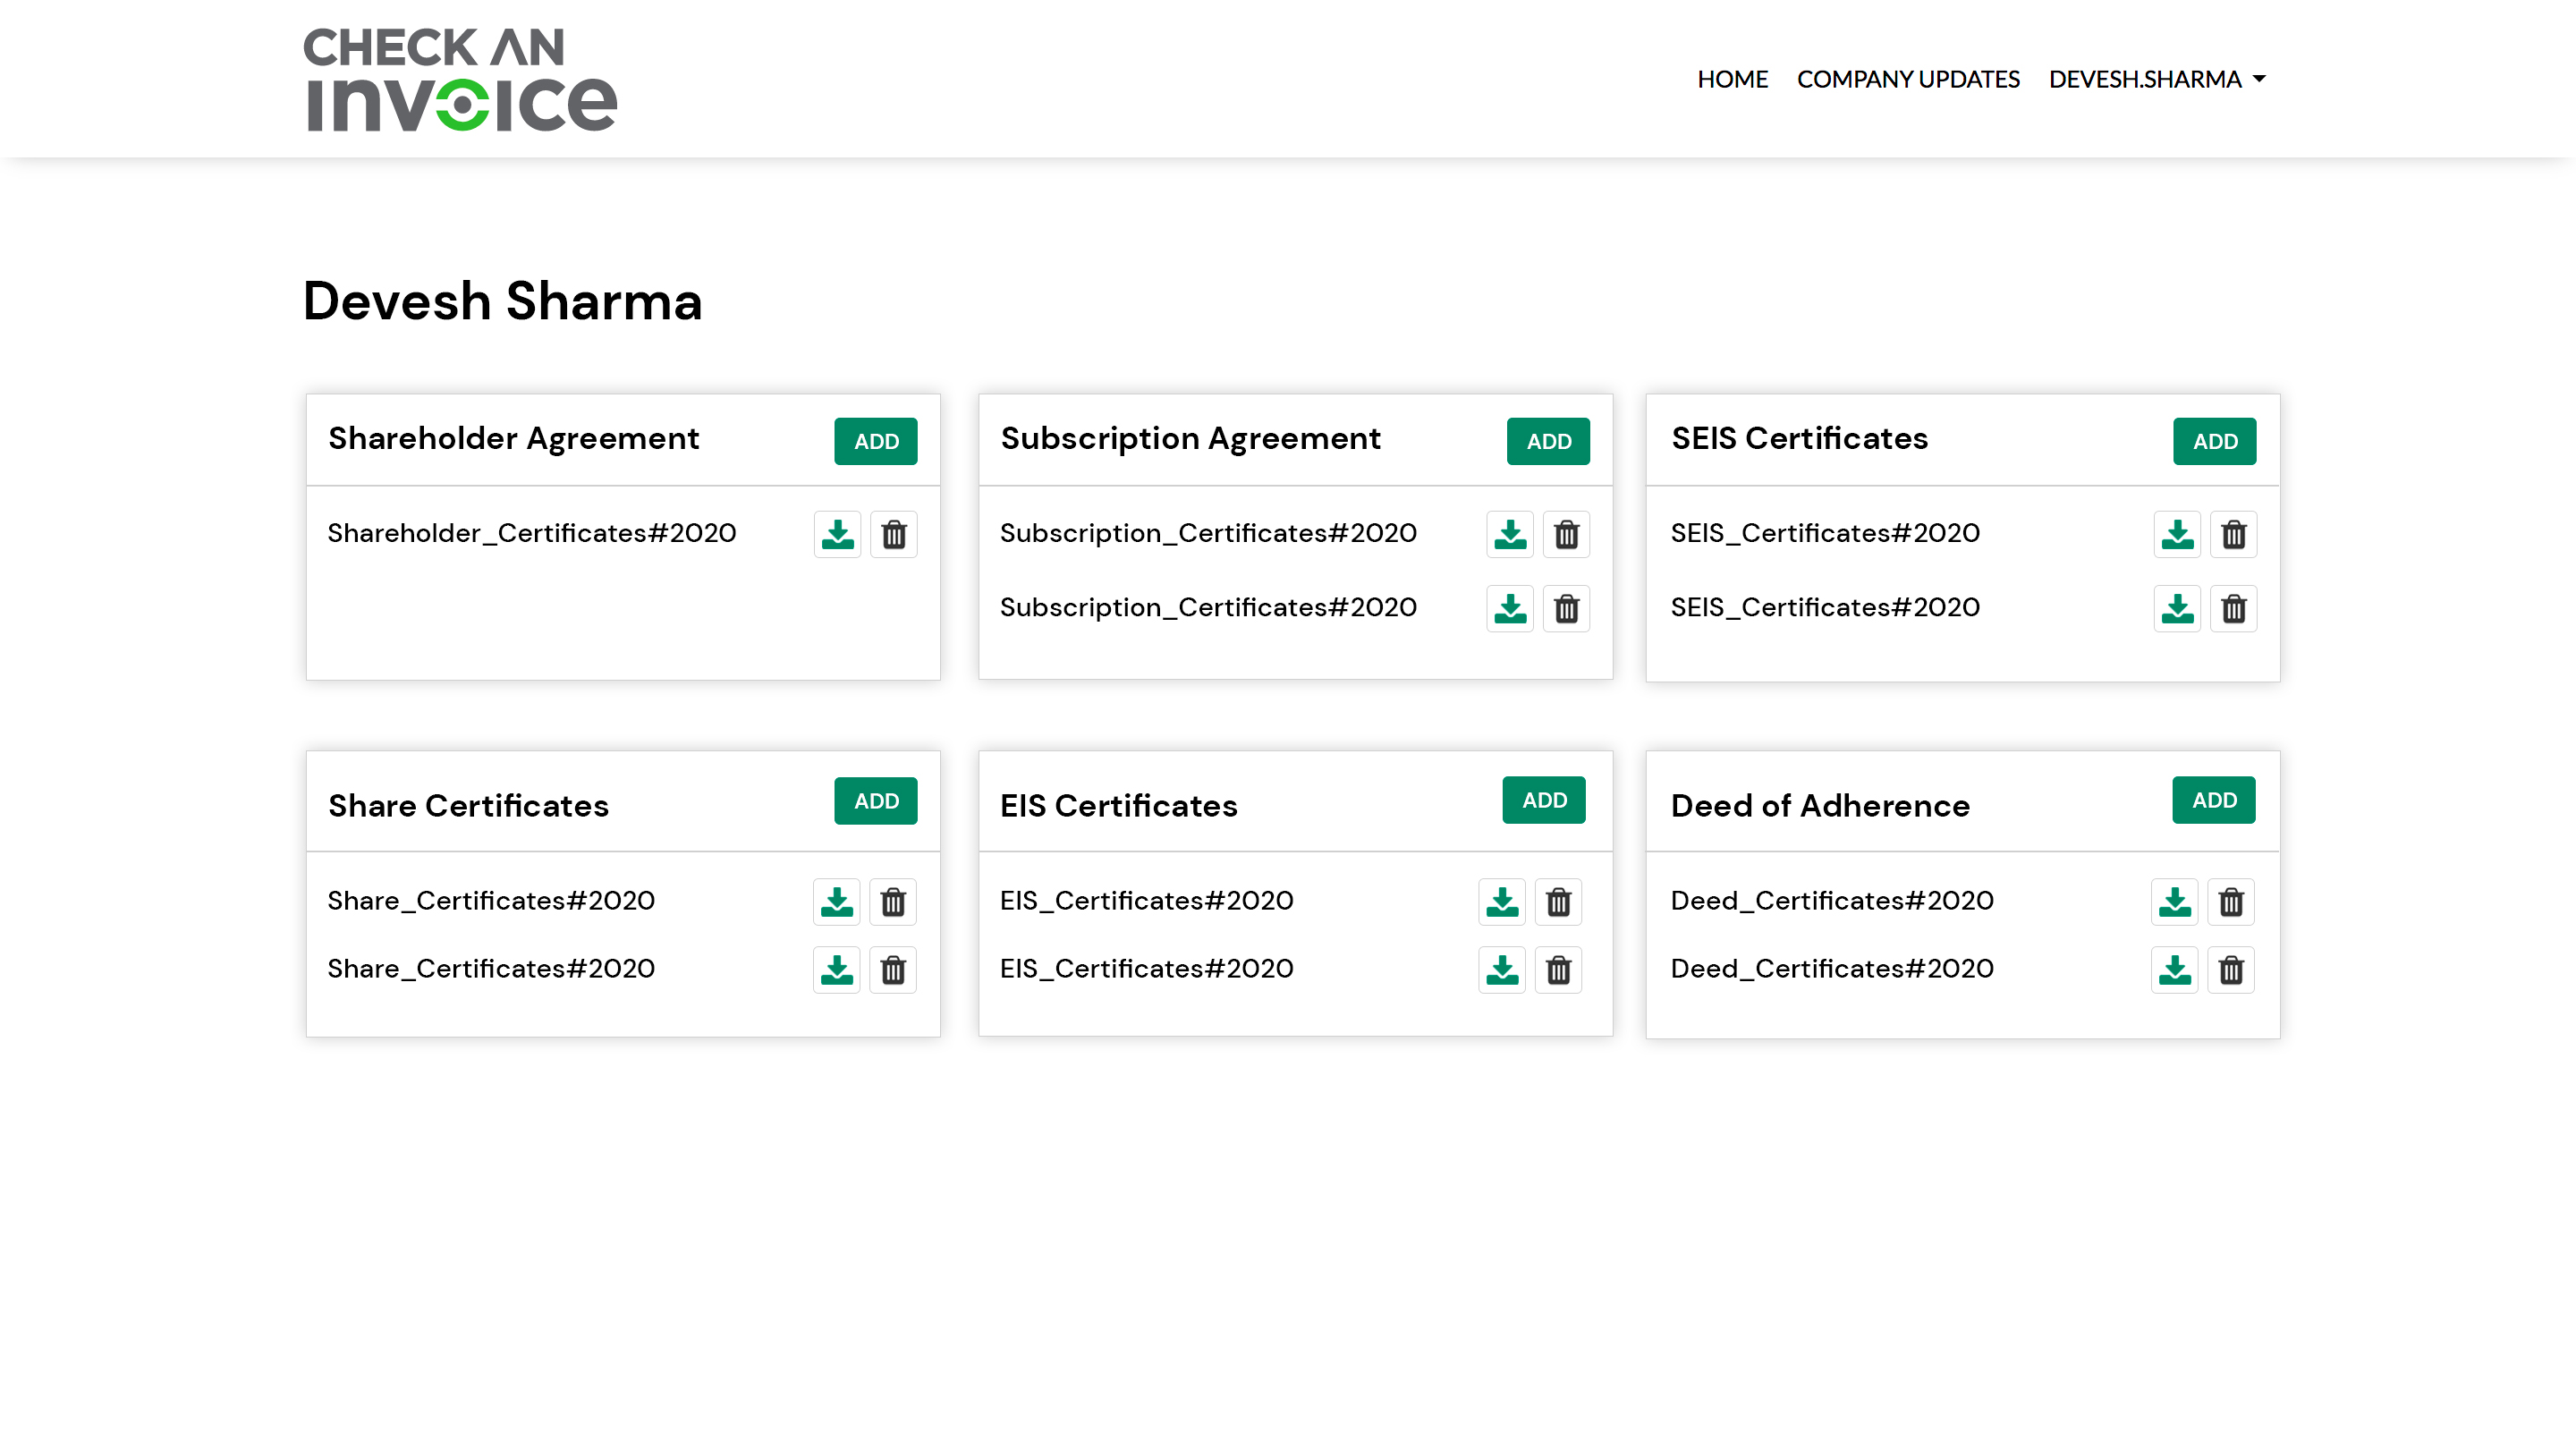 CHECK AN
invoice
HOME COMPANY UPDATES DEVESH.SHARMA
Devesh Sharma
Shareholder Agreement ADD
Shareholder_Certificates#2020
Subscription Agreement ADD
Subscription_Certificates#2020
Subscription_Certificates#2020
SEIS Certificates ADD
SEIS_Certificates#2020
SEIS_Certificates#2020
Share Certificates ADD
Share_Certificates#2020
Share_Certificates#2020
EIS Certificates ADD
EIS_Certificates#2020
EIS_Certificates#2020
Deed of Adherence ADD
Deed_Certificates#2020
Deed_Certificates#2020